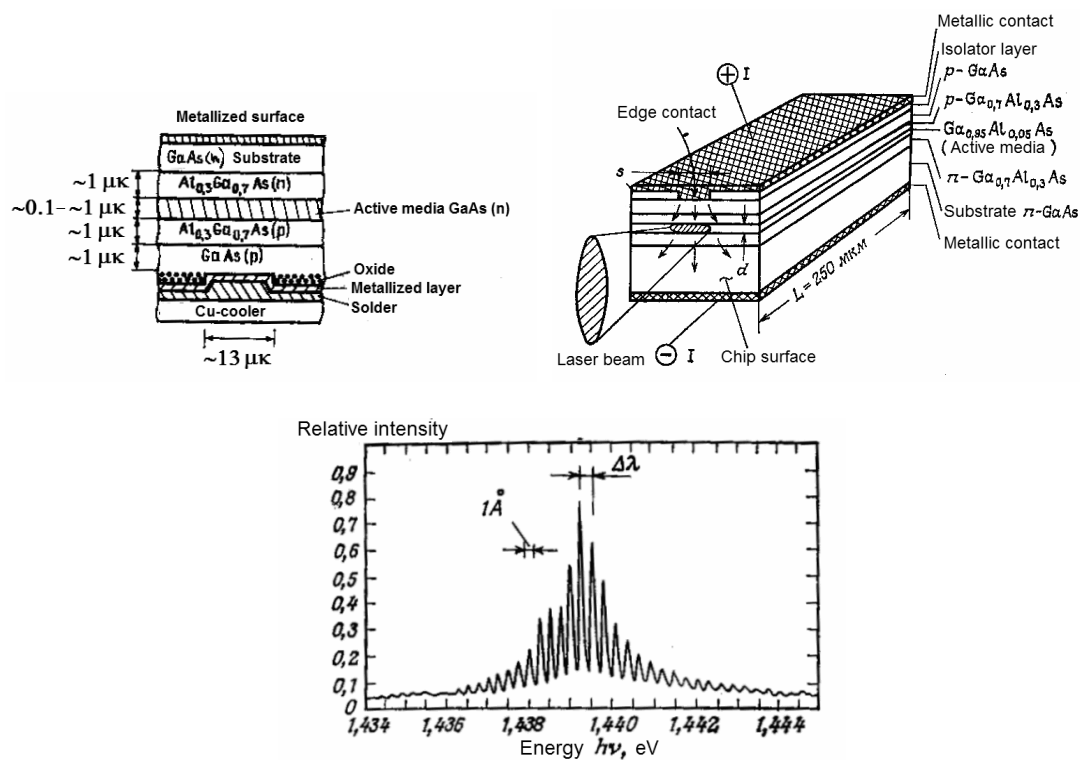 Metallized surface
GaAs(n) Substrate
~1 μκ
Al0,3Ga0,7As(n)
~0.1–~1 μκ
Active media GaAs (n)
~1 μκ
Al0,3Ga0,7As(p)
~1 μκ
GaAs(p)
Oxide
Metallized layer
Solder
Cu-cooler
~13 μκ
Metallic contact
Isolator layer
p-GaAs
p-Ga0,7Al0,3As
Ga0,95Al0,05As
(Active media)
n-Ga0,7Al0,3As
Substrate n-GaAs
Metallic contact
+ I
Edge contact
s
d
L=250 мкм
Laser beam
− I
Chip surface
Relative intensity
0,9
0,8
0,7
0,6
0,5
0,4
0,3
0,2
0,1
0
Δλ
1Å
1,434 1,436 1,438 1,440 1,442 1,444
Energy hν, eV